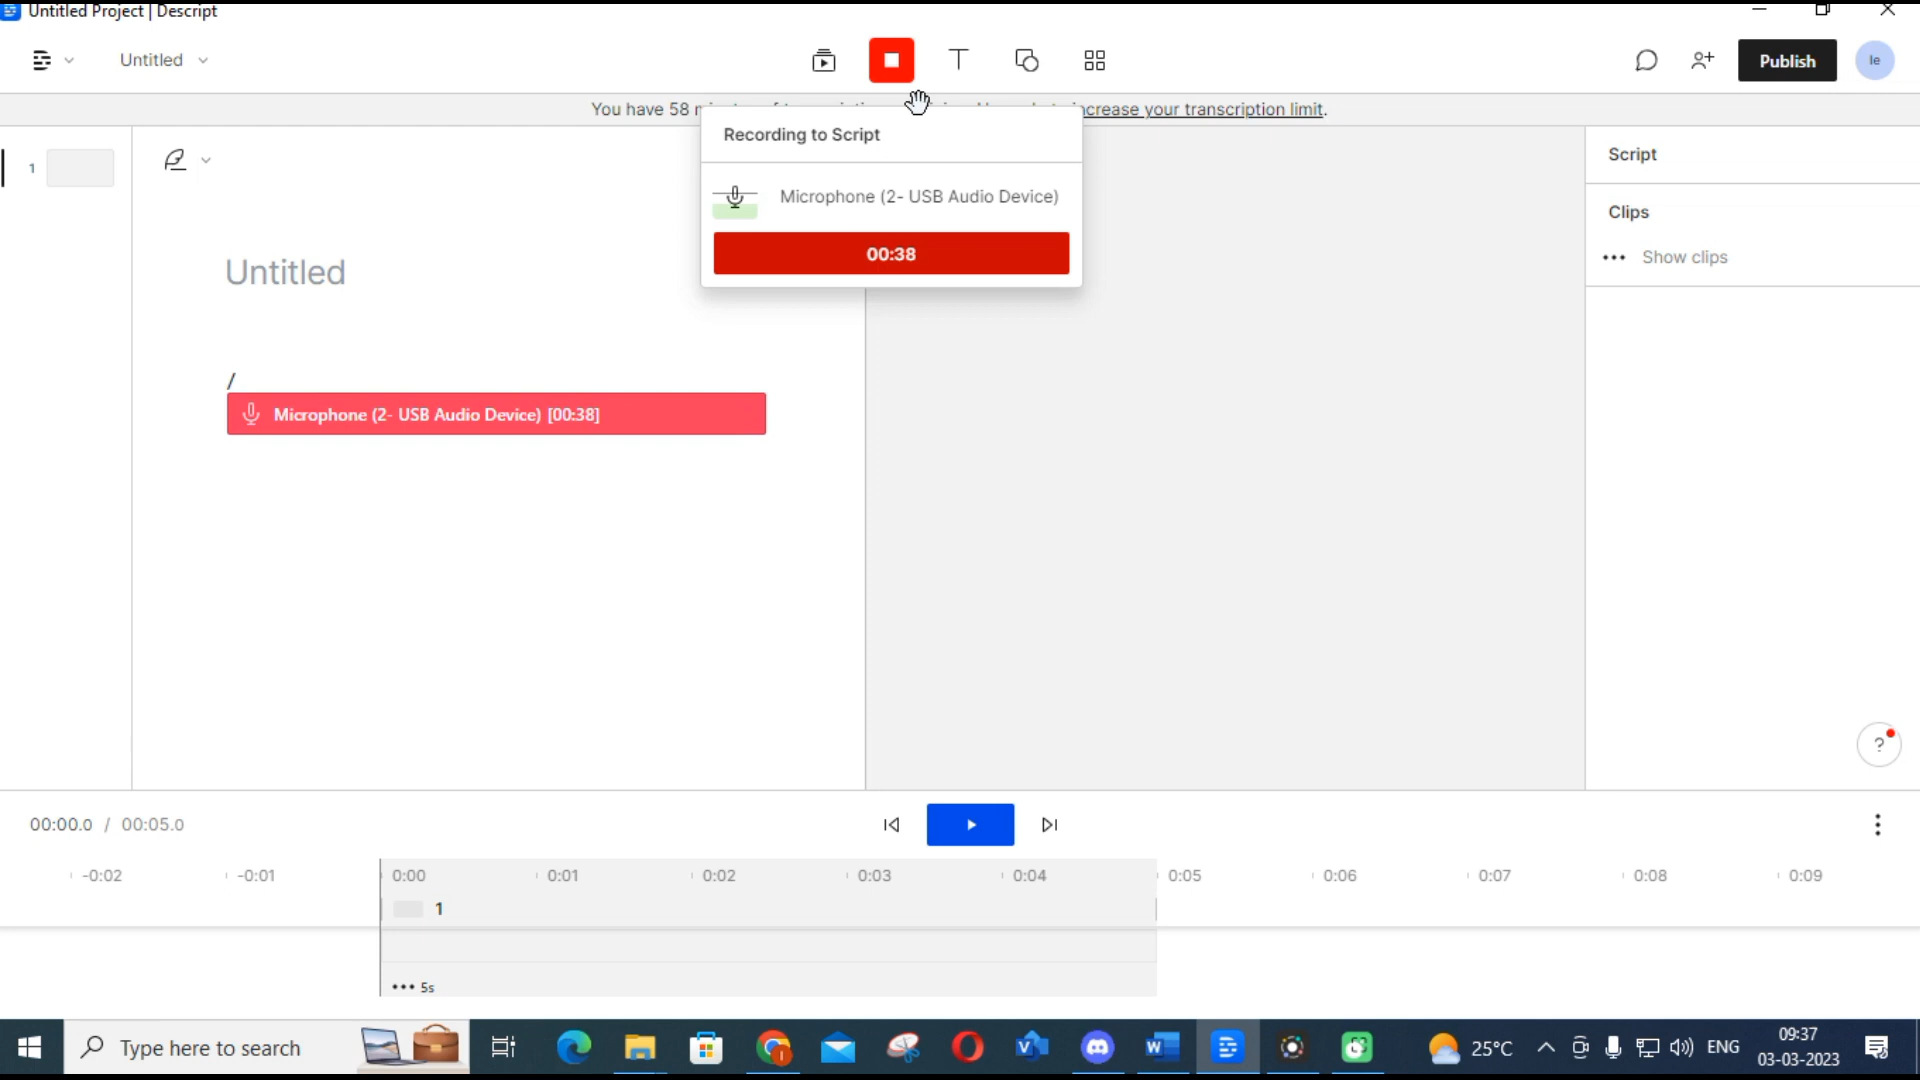 Untitled Project | Descript
Untitled
Publish
le
You have 58
crease your transcription limit.
Recording to Script
Microphone (2- USB Audio Device)
00:38
1
Untitled
/
Microphone (2- USB Audio Device) [00:38]
Script
Clips
••• Show clips
?
00:00.0 / 00:05.0
-0:02 -0:01 0:00 0:01 0:02 0:03 0:04 0:05 0:06 0:07 0:08 0:09
1
••• 5s
Type here to search
25°C
ENG
09:37
03-03-2023